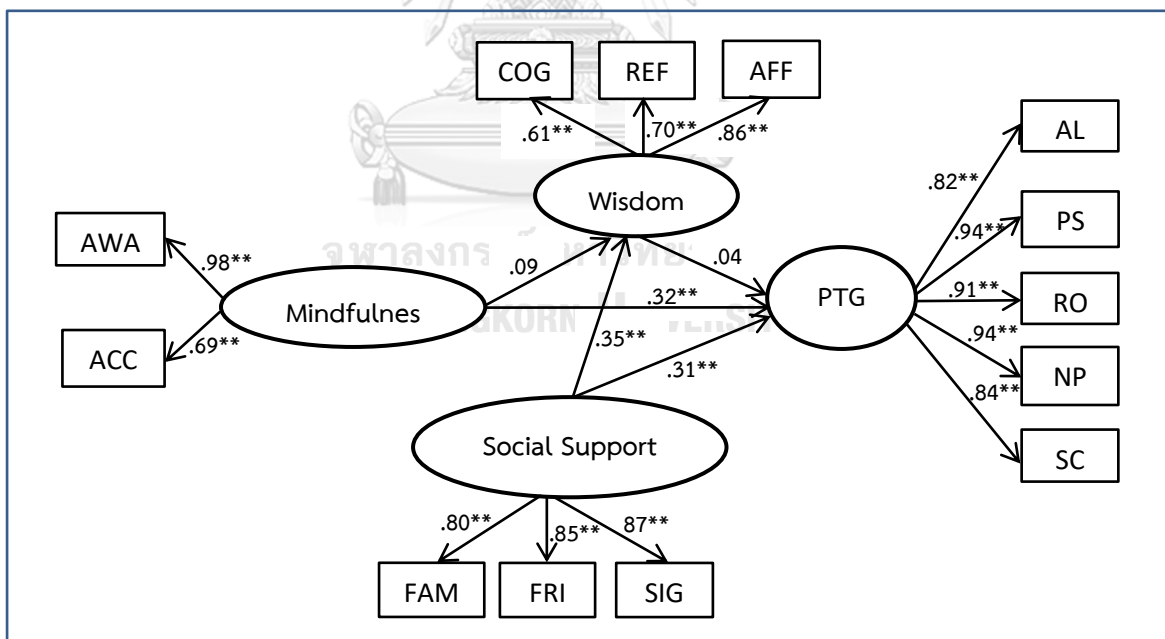 COG
REF
AFF
.61**
.70**
.86**
Wisdom
AL
PS
RO
NP
SC
.82**
.94**
.91**
.94**
.84**
AWA
ACC
.98**
.69**
Mindfulnes
.09
.04
.32**
.35**
.31**
PTG
Social Support
.80**
.85**
87**
FAM
FRI
SIG